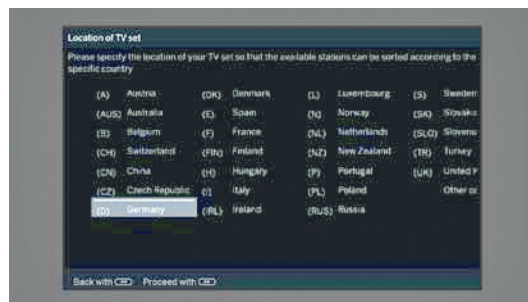 Location of TV set
Please specify the location of your TV set so that the available stations can be sorted according to the
specific country
(A) Austria (DK) Denmark (L) Luxembourg (S) Sweden
(AUS) Australia (E) Spain (N) Norway (SK) Slovaki
(B) Belgium (F) France (NL) Netherlands (SLO) Sloveni
(CH) Switzerland (FIN) Finland (NZ) New Zealand (TR) Turkey
(CN) China (H) Hungary (P) Portugal (UK) United
(CZ) Czech Republic (I) Italy (PL) Poland Other
(D) Germany (IRL) Ireland (RUS) Russia
Back with Proceed with